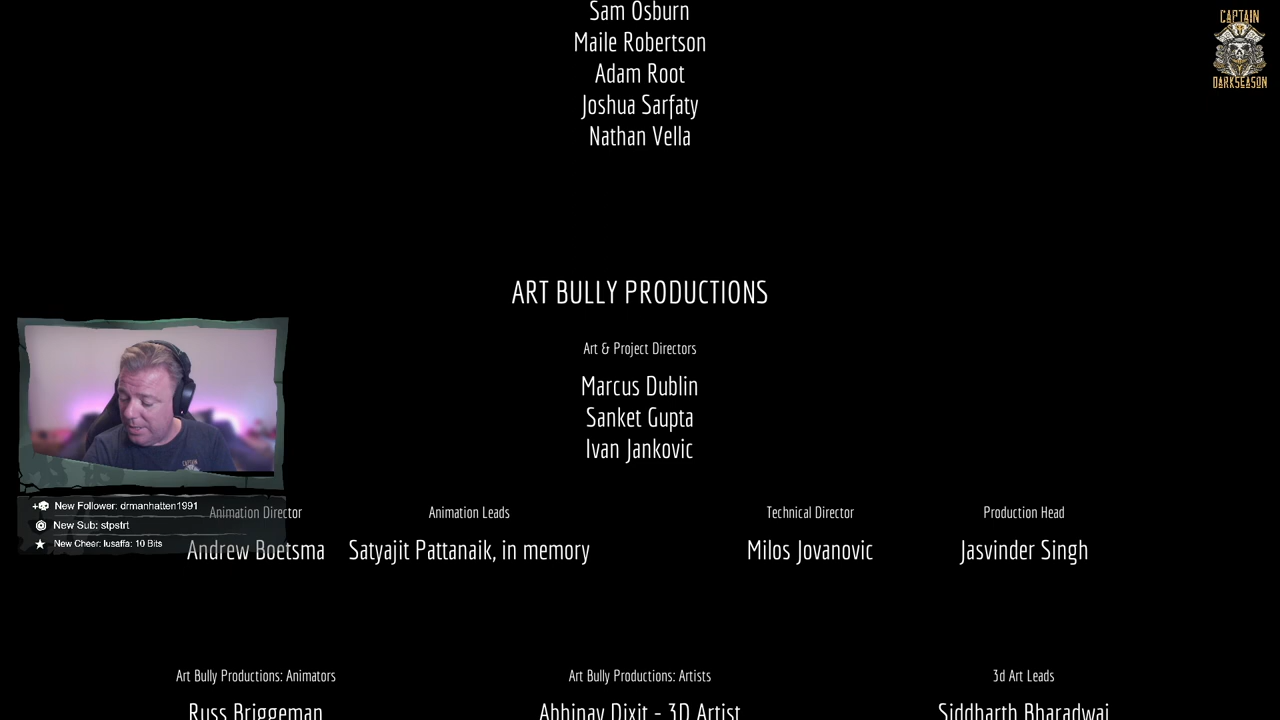 Sam Osburn
Maile Robertson
Adam Root
Joshua Sarfaty
Nathan Vella
CAPTAIN
DARKSEASON
ART BULLY PRODUCTIONS
Art & Project Directors
Marcus Dublin
Sanket Gupta
Ivan Jankovic
New Follower: drmanhatten1991
New Sub: stpstrt
New Cheer: lusaffa: 10 Bits
Animation Director
Andrew Boetsma
Animation Leads
Satyajit Pattanaik, in memory
Technical Director
Milos Jovanovic
Production Head
Jasvinder Singh
Art Bully Productions: Animators
Russ Briggeman
Art Bully Productions: Artists
Abhinav Dixit - 3D Artist
3d Art Leads
Siddharth Bharadwaj